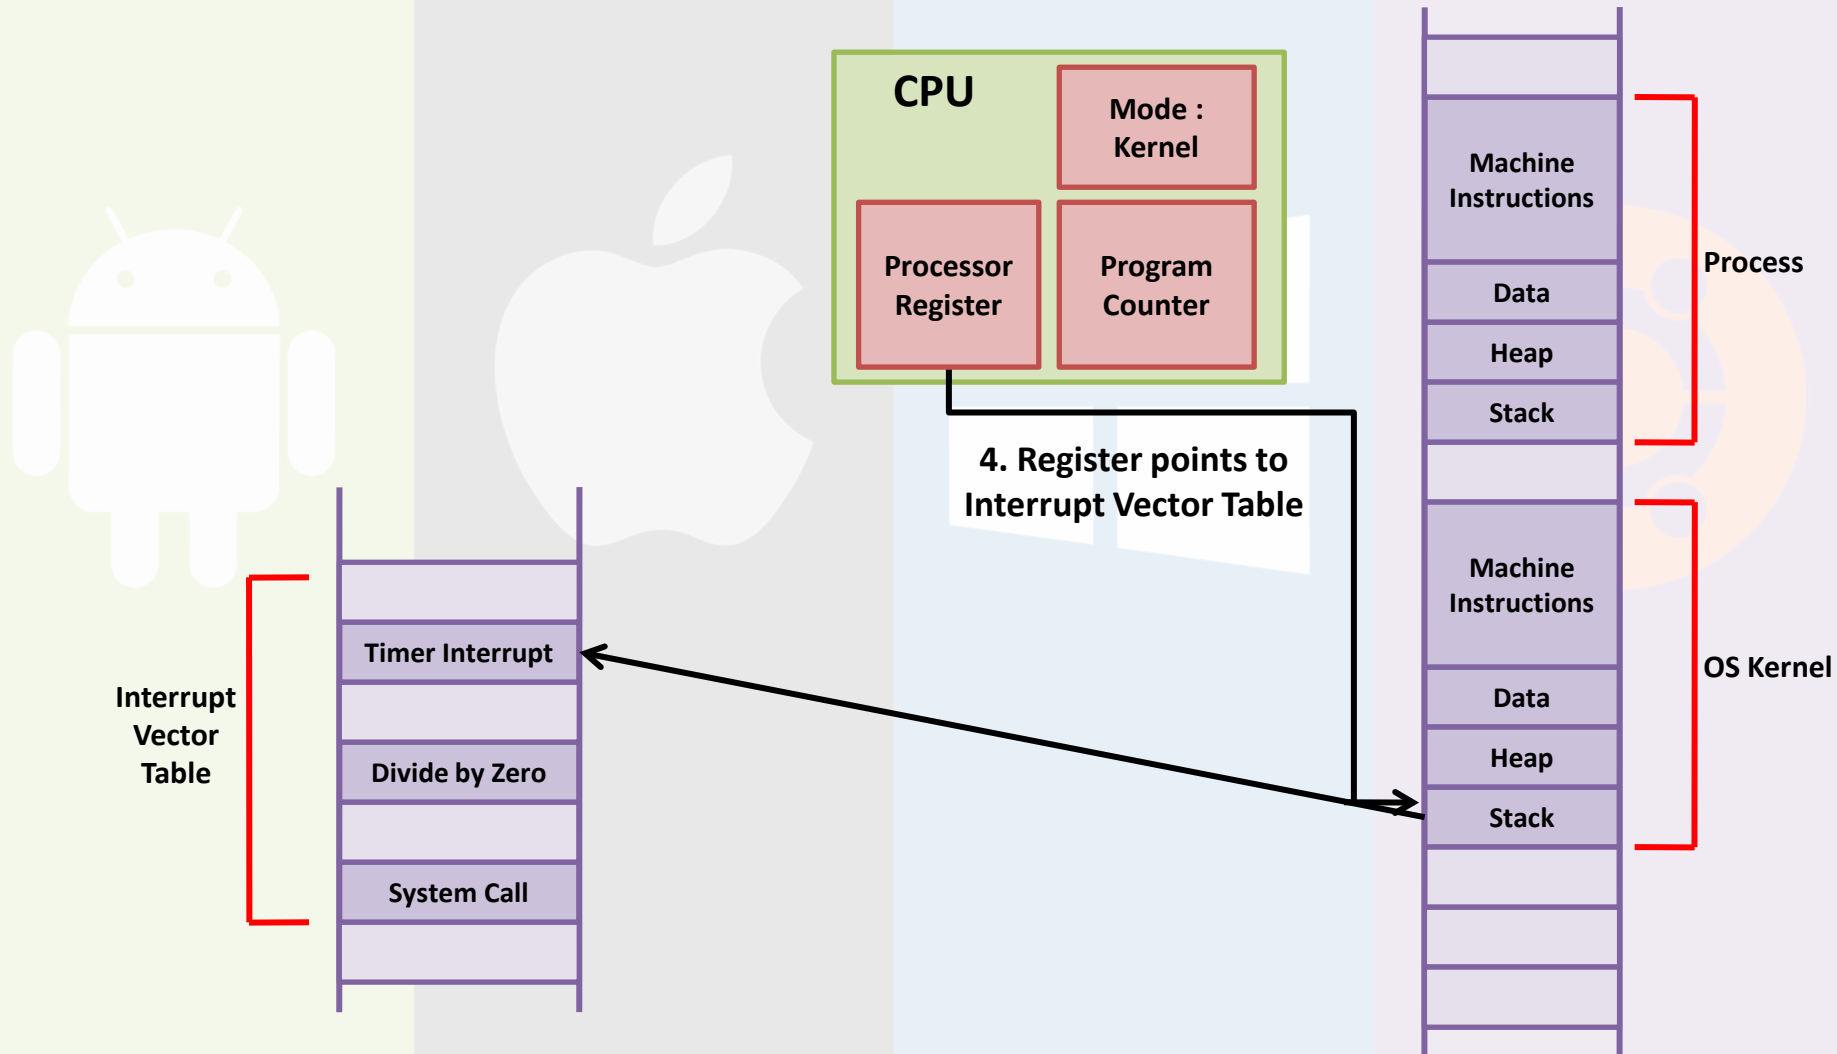 CPU
Mode :
Kernel
Processor
Register
Program
Counter
4. Register points to
Interrupt Vector Table
Machine
Instructions
Data
Heap
Stack
Process
Machine
Instructions
Data
Heap
Stack
OS Kernel
Interrupt
Vector
Table
Timer Interrupt
Divide by Zero
System Call